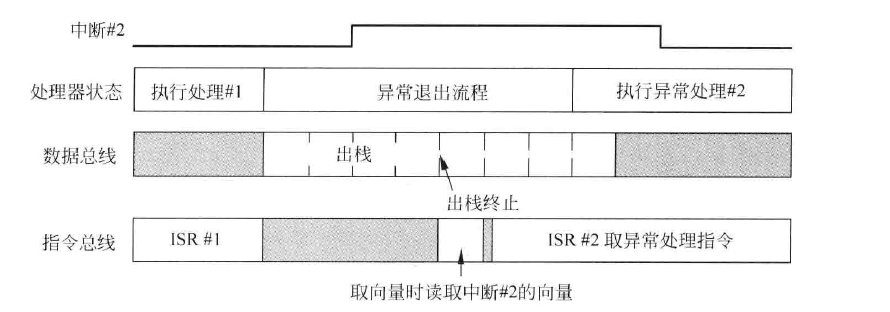 中断#2
处理器状态
执行处理#1
异常退出流程
执行异常处理#2
数据总线
出栈
出栈终止
指令总线
ISR #1
ISR #2 取异常处理指令
取向量时读取中断#2的向量